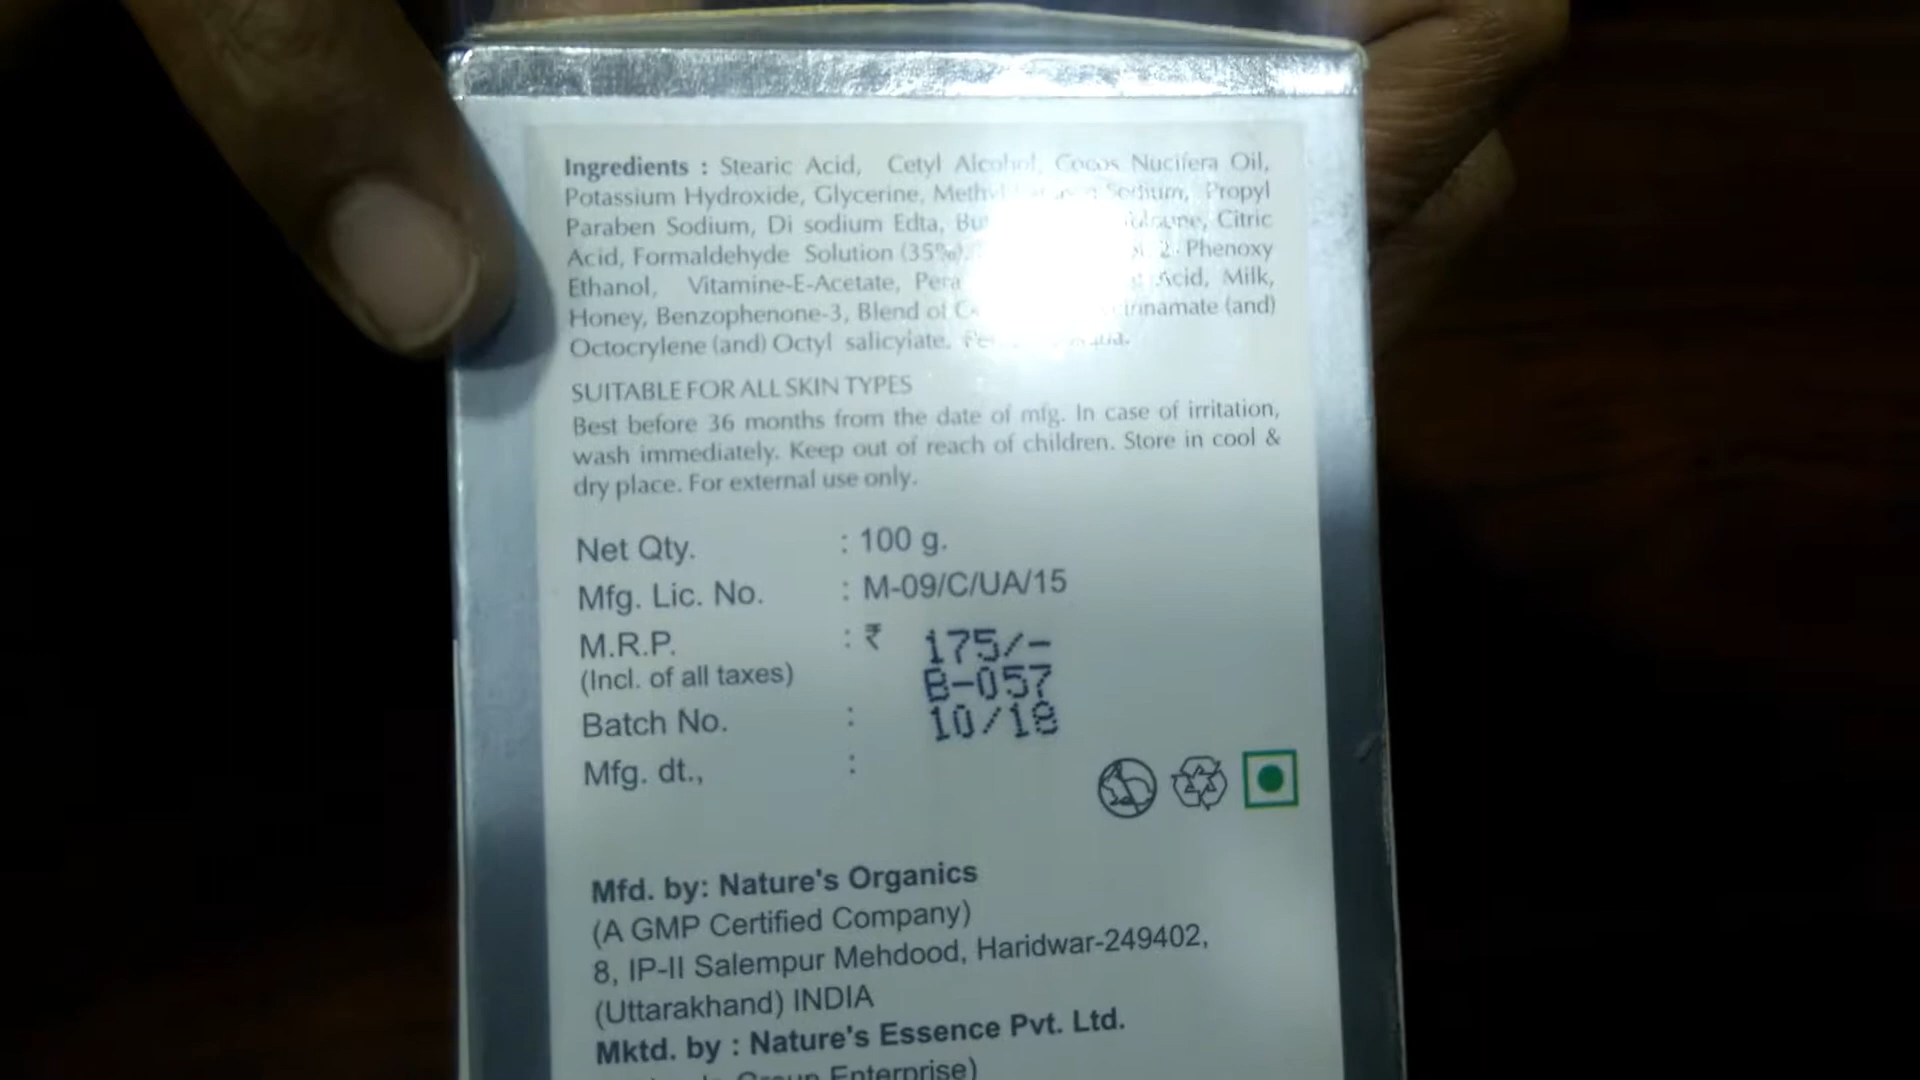 Ingredients : Stearic Acid, Cetyl Alcohol, Cocos Nucifera Oil,
Potassium Hydroxide, Glycerine, Sodium, Propyl
Paraben Sodium, Di sodium Edta, Citric
Acid, Formaldehyde Solution (35%) 2- Phenoxy
Ethanol, Vitamine-E-Acetate, Acid, Milk,
Honey, Benzophenone-3, Blend of (and)
Octocrylene (and) Octyl salicylate,
SUITABLE FOR ALL SKIN TYPES
Best before 36 months from the date of mfg. In case of irritation,
wash immediately. Keep out of reach of children. Store in cool &
dry place. For external use only.
Net Qty. : 100 g.
Mfg. Lic. No. : M-09/C/UA/15
M.R.P. : ₹ 175/-
(Incl. of all taxes) B-057
Batch No. : 10/18
Mfg. dt., :
Mfd. by: Nature's Organics
(A GMP Certified Company)
8, IP-II Salempur Mehdood, Haridwar-249402,
(Uttarakhand) INDIA
Mktd. by : Nature's Essence Pvt. Ltd.
Group Enterprise)